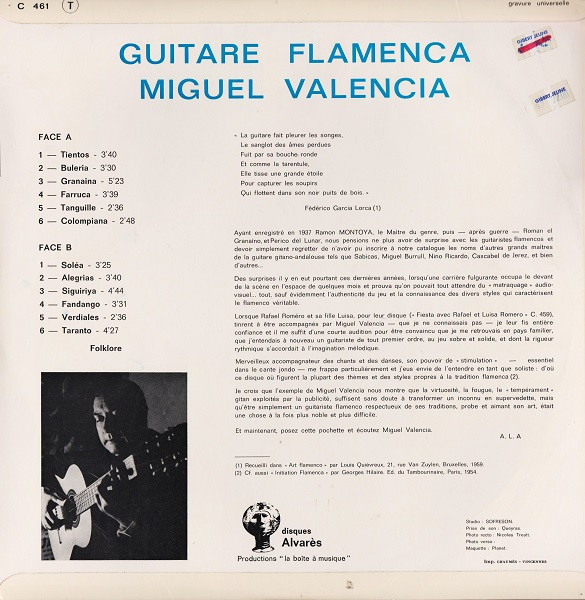 C 461 T
gravure universelle
GIBERT JEUNE
GIBERT JEUNE
GUITARE FLAMENCA
MIGUEL VALENCIA
FACE A
1 — Tientos - 3'40
2 — Buleria - 3'30
3 — Granaina - 5'23
4 — Farruca - 3'39
5 — Tanguille - 2'36
6 — Colompiana - 2'48
FACE B
1 — Soléa - 3'25
2 — Alegrias - 3'40
3 — Siguiriya - 4'44
4 — Fandango - 3'31
5 — Verdiales - 2'36
6 — Taranto - 4'27
Folklore
« La guitare fait pleurer les songes,
Le sanglot des âmes perdues
Fuit par sa bouche ronde
Et comme la tarentule,
Elle tisse une grande étoile
Pour capturer les soupirs
Qui flottent dans son noir puits de bois. »
Fédérico Garcia Lorca (1)
Ayant enregistré en 1937 Ramon MONTOYA, le Maître du genre, puis — après guerre — Roman el
Granaino, et Perico del Lunar, nous pensions ne plus avoir de surprise avec les guitaristes flamencos et
devoir simplement regretter de n'avoir pu inscrire à notre catalogue les noms d'autres grands maîtres
de la guitare gitano-andalouse tels que Sabicas, Miguel Burrull, Nino Ricardo, Cascabel de Jerez, et bien
d'autres...
Des surprises il y en eut pourtant ces dernières années, lorsqu'une carrière fulgurante occupa le devant
de la scène en l'espace de quelques mois et prouva qu'on pouvait tout attendre du « matraquage » audio-
visuel... tout, sauf évidemment l'authenticité du jeu et la connaissance des divers styles qui caractérisent
le flamenco véritable.
Lorsque Rafael Roméro et sa fille Luisa, pour leur disque (« Fiesta avec Rafael et Luisa Romero » C. 459),
tinrent à être accompagnés par Miguel Valencia — que je ne connaissais pas — je leur fis entière
confiance et il me suffit d'une courte audition pour être convaincu que je me retrouvais en pays familier,
que j'entendais à nouveau un guitariste de tout premier ordre, au jeu sobre et solide, et dont la rigueur
rythmique s'accordait à l'imagination mélodique.
Merveilleux accompagnateur des chants et des danses, son pouvoir de « stimulation » — essentiel
dans le cante jondo — me frappa particulièrement et j'eus envie de l'entendre en tant que soliste : d'où
ce disque où figurent la plupart des thèmes et des styles propres à la tradition flamenca (2).
Je crois que l'exemple de Miguel Valencia nous montre que la virtuosité, la fougue, le « tempérament »
gitan exploités par la publicité, suffisent sans doute à transformer un inconnu en supervedette, mais
qu'être simplement un guitariste flamenco respectueux de ses traditions, probe et aimant son art, était
une chose à la fois plus noble et plus difficile.
Et maintenant, posez cette pochette et écoutez Miguel Valencia.
A. L. A
(1) Recueilli dans « Art flamenco » par Louis Quiévreux, 21, rue Van Zuylen, Bruxelles, 1959.
(2) Cf. aussi « Initiation Flamenca » par Georges Hilaire. Ed. du Tambourinaire, Paris, 1954.
disques
Alvarès
Productions "la boîte à musique"
Studio : SOFRESON.
Prise de son : Queyras.
Photo recto : Nicolas Treatt.
Photo verso :
Maquette : Planet.
Imp. CRVENES - VINCENNES